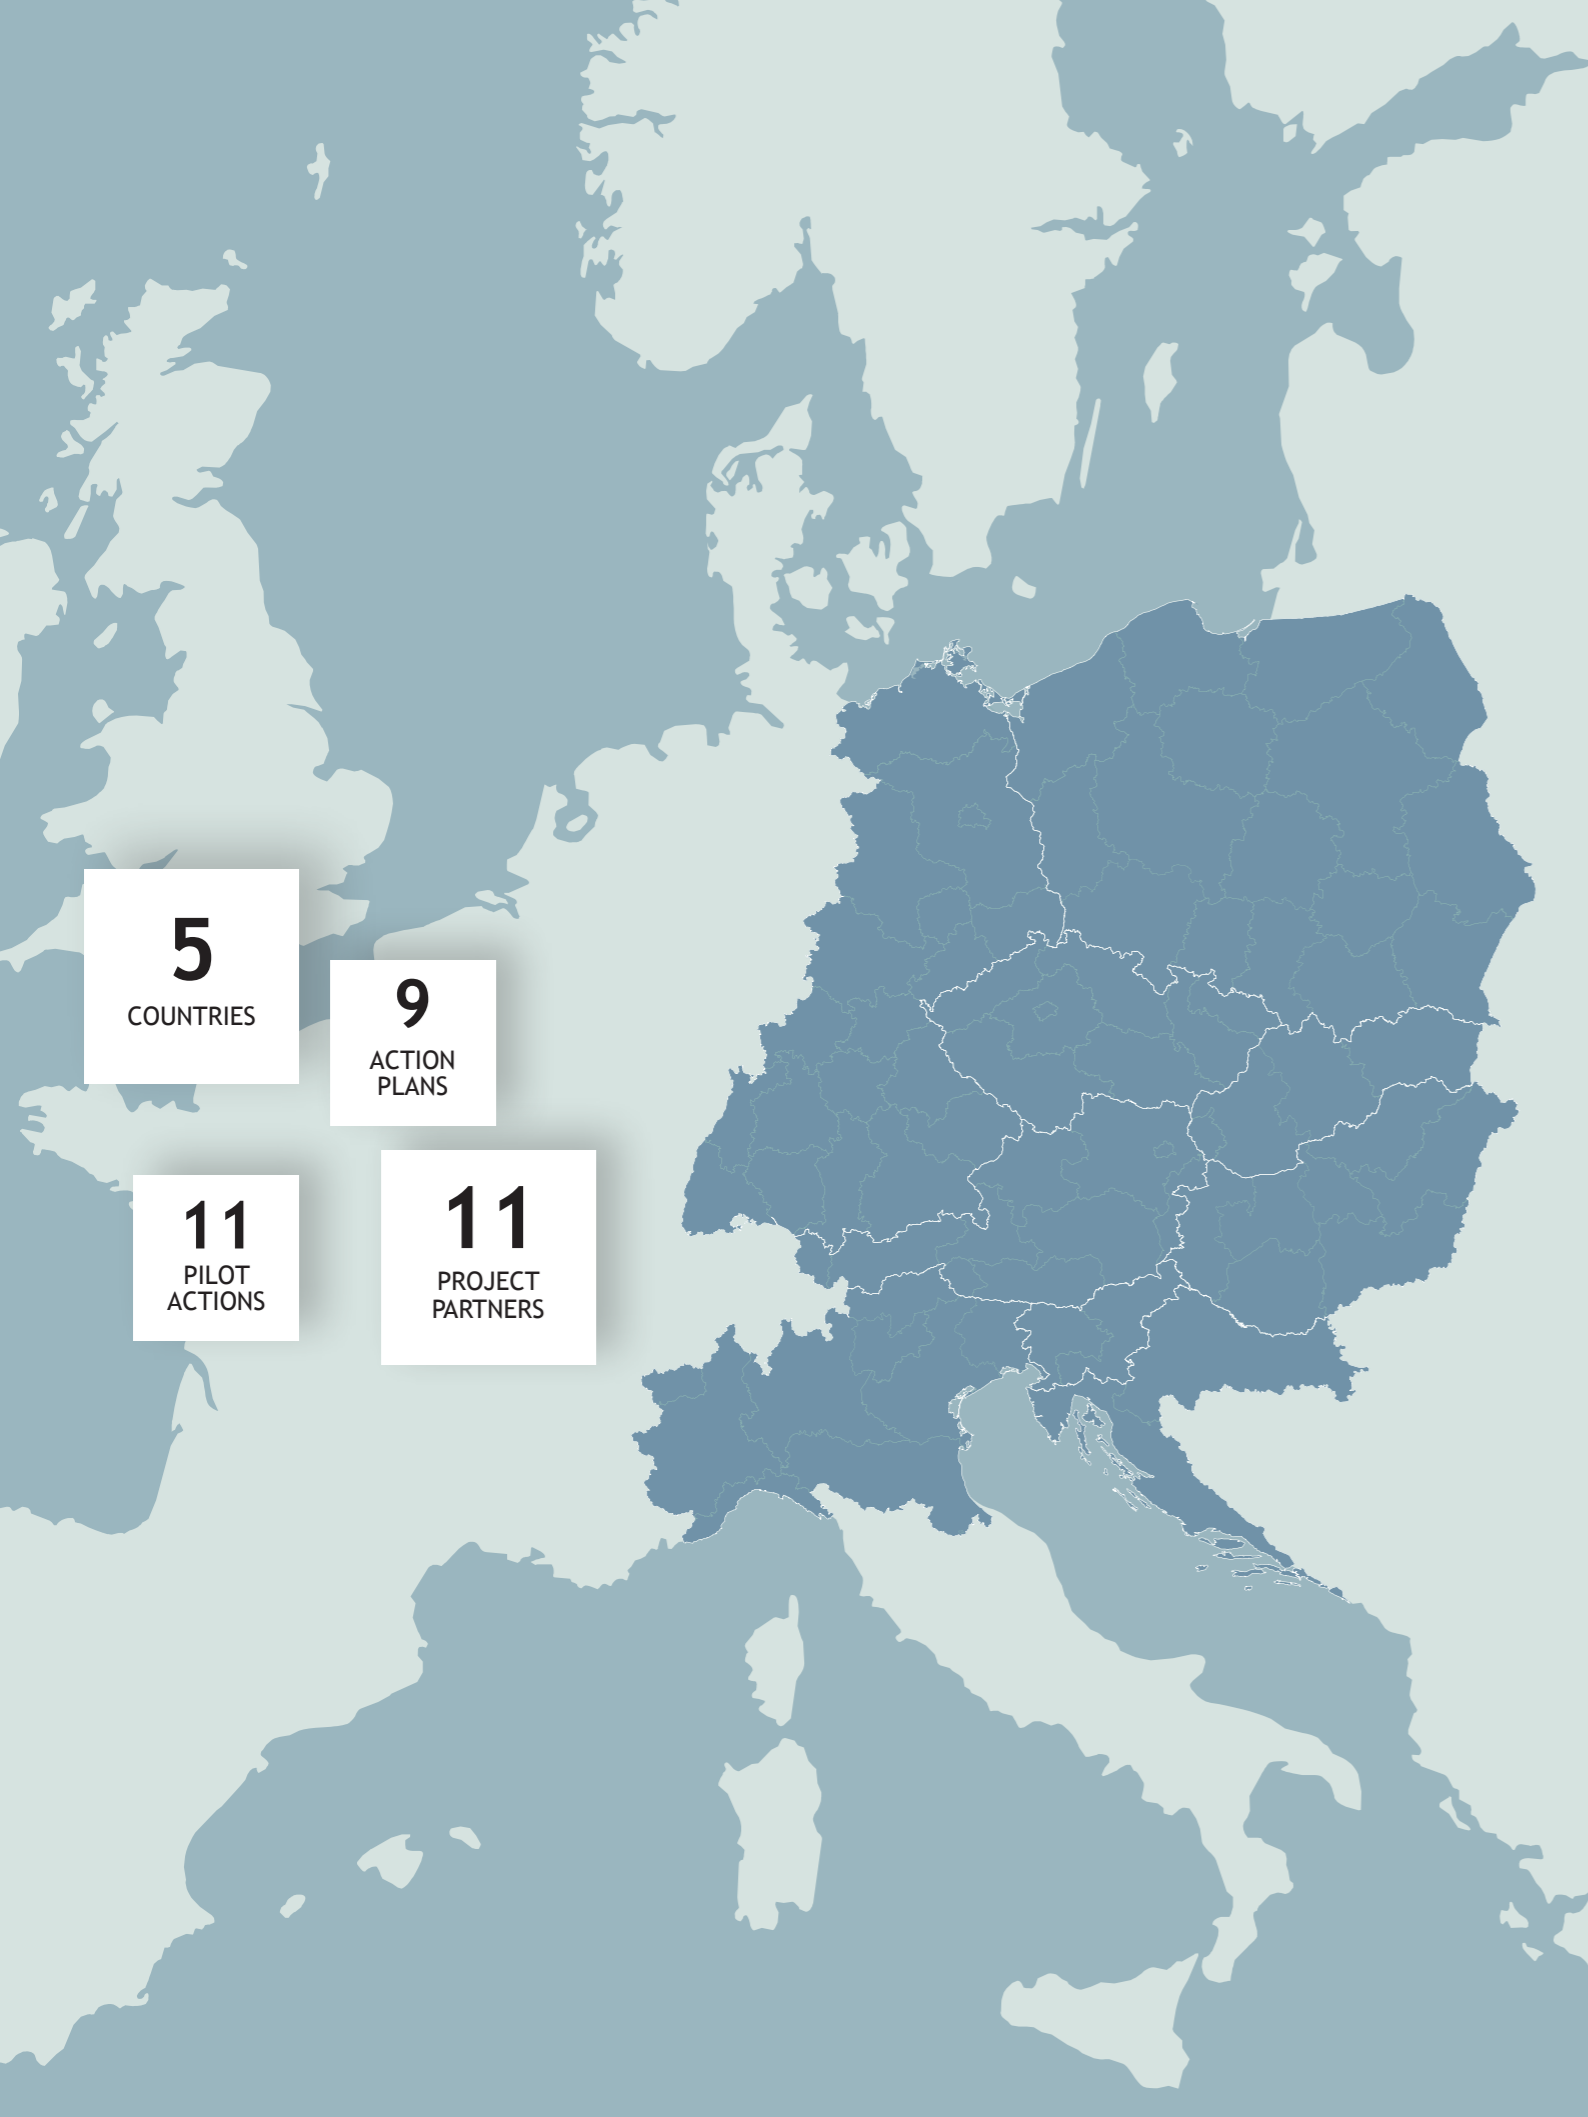 5
COUNTRIES
9
ACTION
PLANS
11
PILOT
ACTIONS
11
PROJECT
PARTNERS